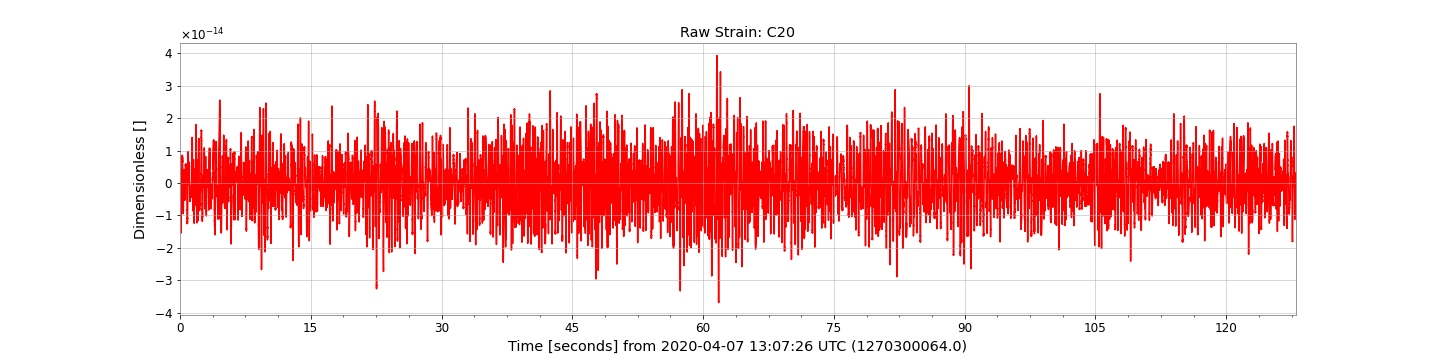 Raw Strain: C20
×10⁻¹⁴
4
3
2
1
0
−1
−2
−3
−4
Dimensionless []
0 15 30 45 60 75 90 105 120
Time [seconds] from 2020-04-07 13:07:26 UTC (1270300064.0)